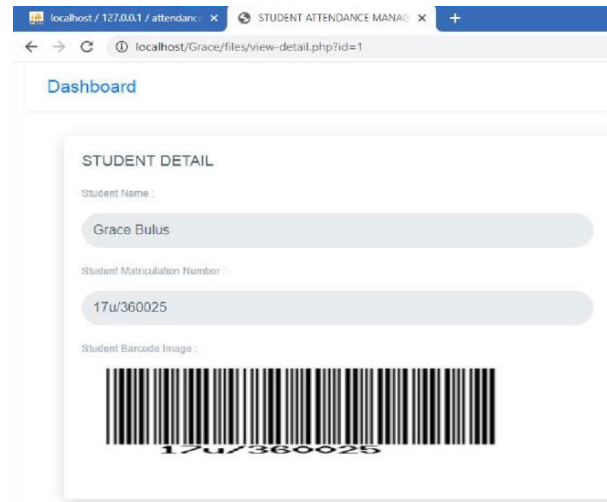 localhost / 127.0.0.1 / attendanc
STUDENT ATTENDANCE MANAG
localhost/Grace/files/view-detail.php?id=1
Dashboard
STUDENT DETAIL
Student Name :
Grace Bulus
Student Matriculation Number :
17u/360025
Student Barcode Image :
17u/360025